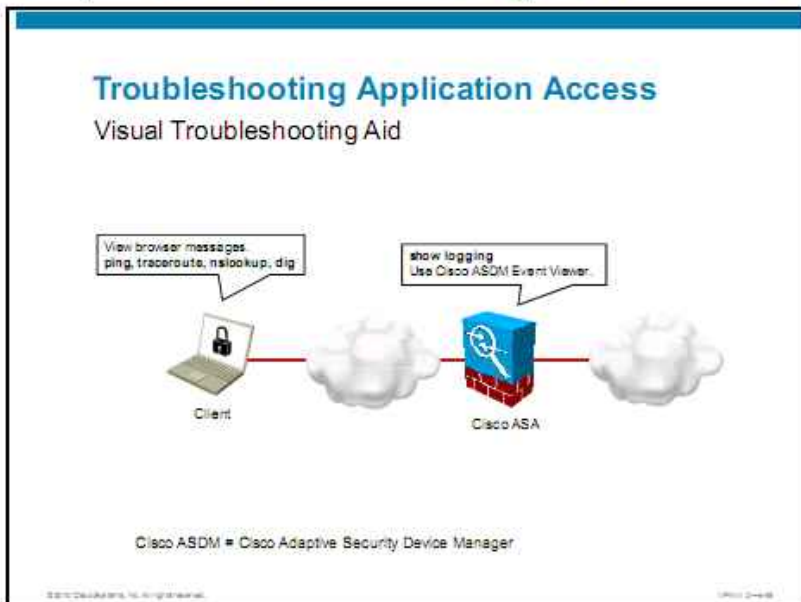 Troubleshooting Application Access
Visual Troubleshooting Aid
View browser messages.
ping, traceroute, nslookup, dig
show logging
Use Cisco ASDM Event Viewer.
Client
Cisco ASA
Cisco ASDM = Cisco Adaptive Security Device Manager